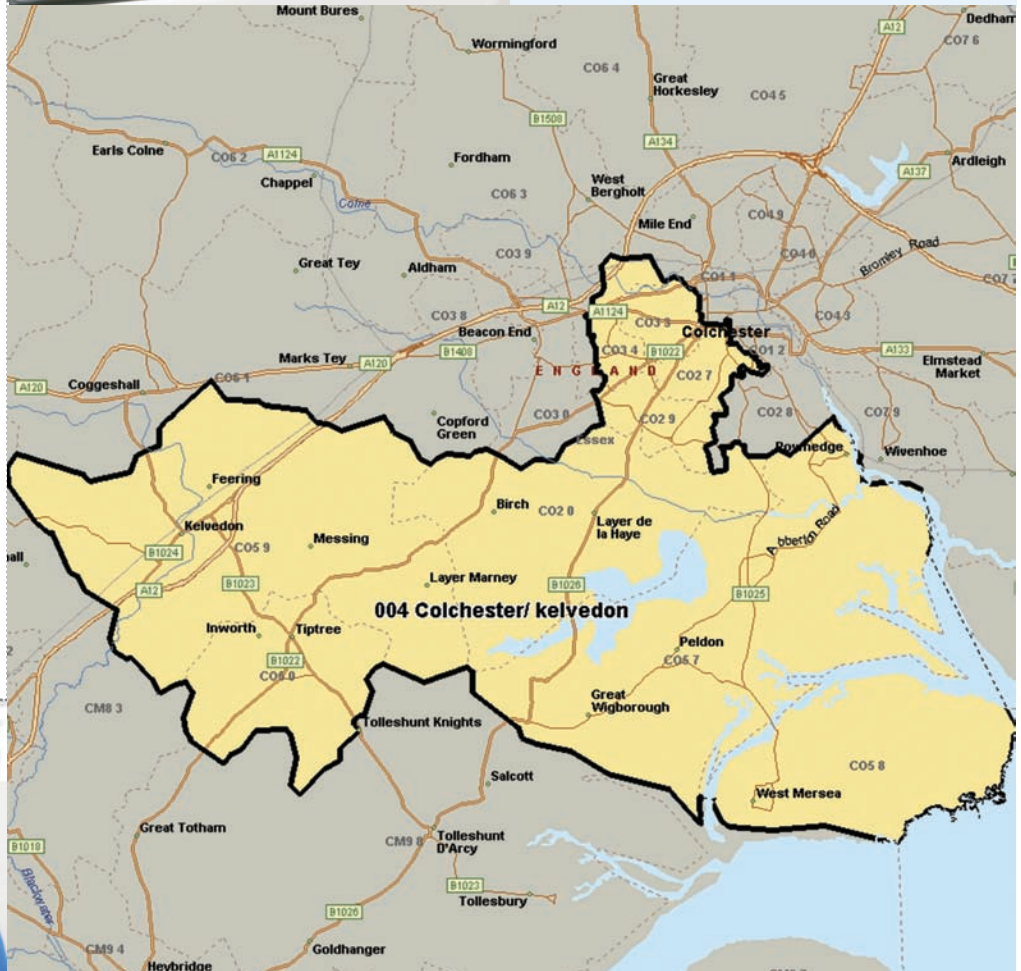 Mount Bures
Dedham
A12
CO7 6
Wormingford
CO6 4
Great
Horkesley
CO4 5
B1508
A134
Earls Colne
CO6 2
A1124
Fordham
Ardleigh
A137
Chappel
Colne
CO6 3
West
Bergholt
Mile End
CO4 9
CO4 0
Bromley Road
Great Tey
Aldham
CO3 9
CO1 1
CO7 7
A12
A1124
CO3 8
CO3 3
Colchester
CO4 3
Beacon End
B1408
CO3 4
B1022
CO1 2
A133
Marks Tey
A120
ENGLAND
CO2 7
Elmstead
Market
A120
Coggeshall
CO6 1
Copford
Green
CO3 0
CO2 9
CO2 8
CO7 9
Essex
Rowhedge
Wivenhoe
Feering
Birch
CO2 0
Layer de
la Haye
Kelvedon
CO5 9
Messing
Abberton Road
B1024
A12
B1023
Layer Marney
B1026
B1025
004 Colchester/ kelvedon
Inworth
Tiptree
B1022
Peldon
CO5 7
CO5 0
CM8 3
Great
Wigborough
Tolleshunt Knights
CO5 8
Salcott
West Mersea
Great Totham
Tolleshunt
D'Arcy
CM9 8
B1018
B1023
Tollesbury
Blackwater
B1026
CM9 4
Goldhanger
Heybridge